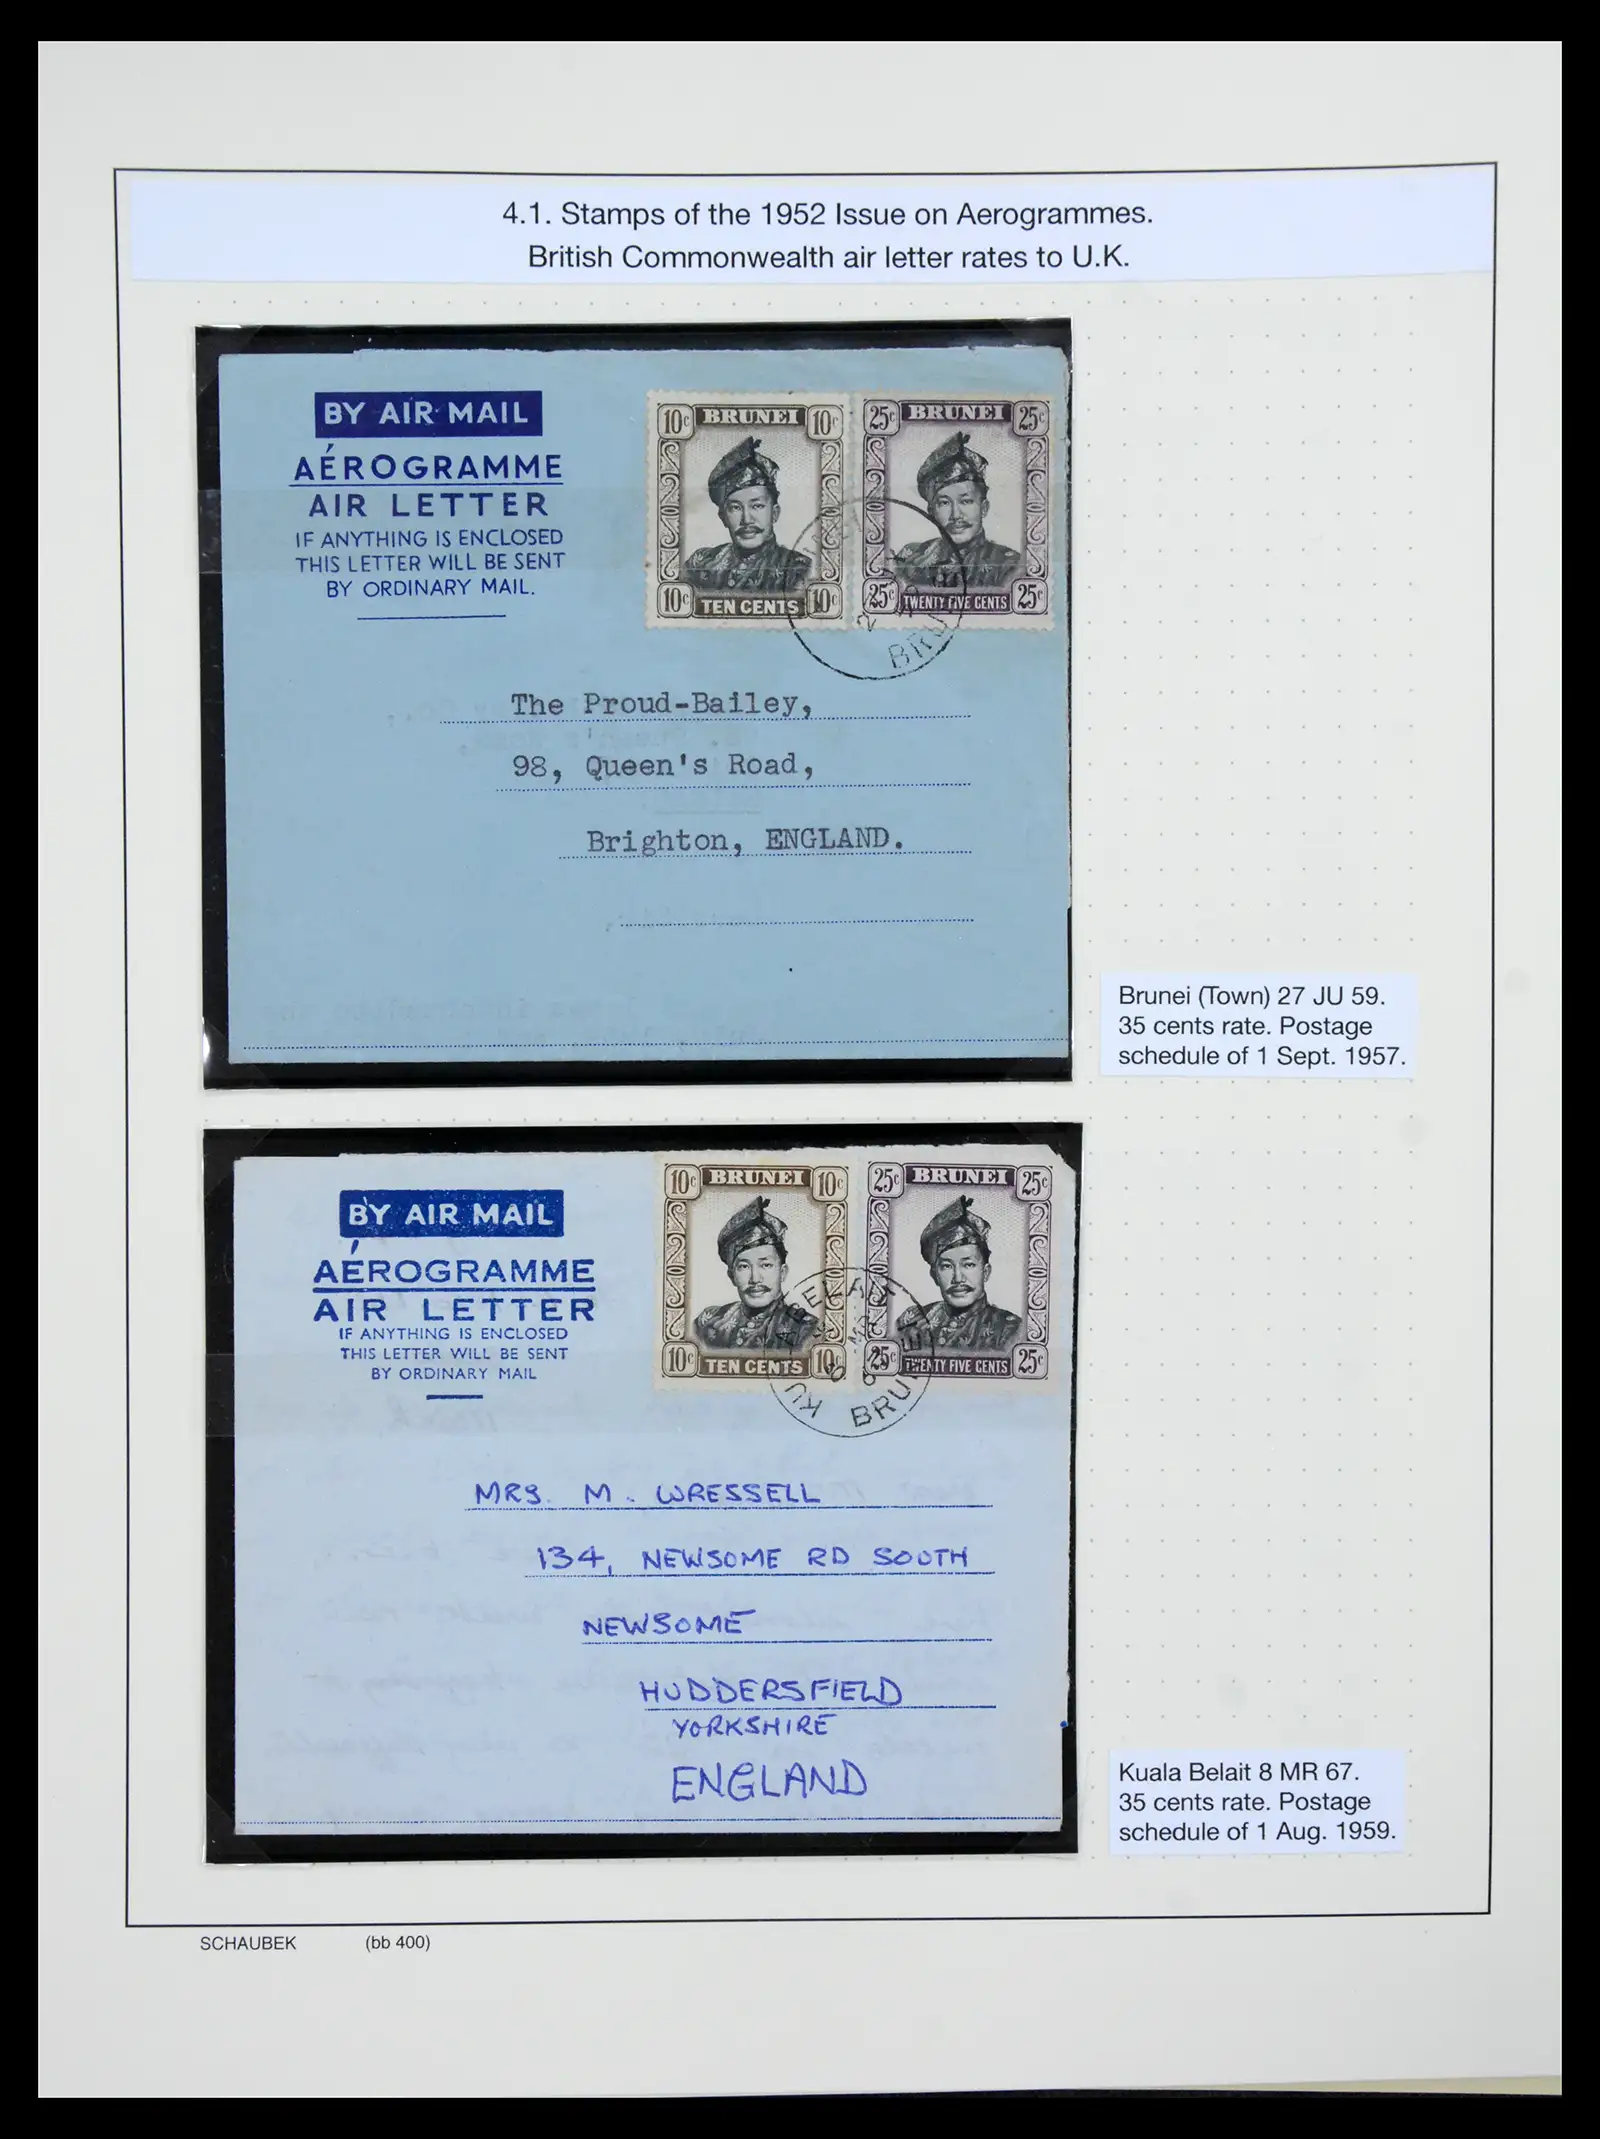 4.1. Stamps of the 1952 Issue on Aerogrammes.
British Commonwealth air letter rates to U.K.
BY AIR MAIL
AÉROGRAMME
AIR LETTER
IF ANYTHING IS ENCLOSED
THIS LETTER WILL BE SENT
BY ORDINARY MAIL.
10c BRUNEI 10c
10c TEN CENTS 10c
25c BRUNEI 25c
25c TWENTY FIVE CENTS 25c
The Proud-Bailey,
98, Queen's Road,
Brighton, ENGLAND.
Brunei (Town) 27 JU 59.
35 cents rate. Postage
schedule of 1 Sept. 1957.
BY AIR MAIL
AÉROGRAMME
AIR LETTER
IF ANYTHING IS ENCLOSED
THIS LETTER WILL BE SENT
BY ORDINARY MAIL
10c BRUNEI 10c
10c TEN CENTS 10c
25c BRUNEI 25c
25c TWENTY FIVE CENTS 25c
MRS. M. WRESSELL
134, NEWSOME RD SOUTH
NEWSOME
HUDDERSFIELD
YORKSHIRE
ENGLAND
Kuala Belait 8 MR 67.
35 cents rate. Postage
schedule of 1 Aug. 1959.
SCHAUBEK (bb 400)